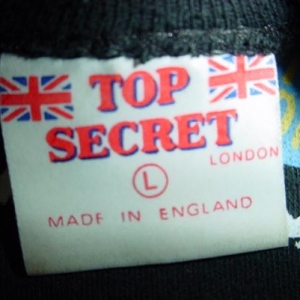 TOP
SECRET
LONDON
L
MADE IN ENGLAND